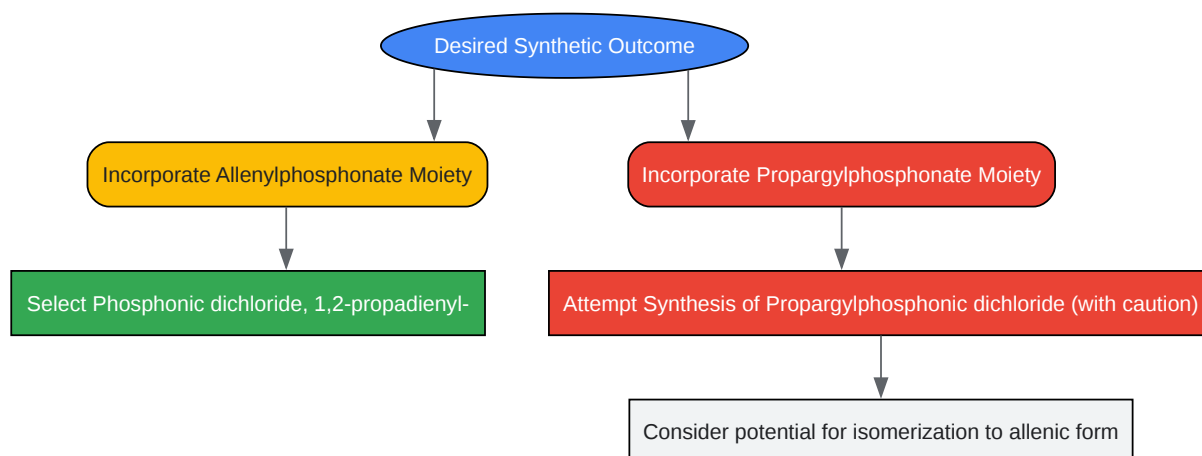 Desired Synthetic Outcome
Incorporate Allenylphosphonate Moiety
Incorporate Propargylphosphonate Moiety
Select Phosphonic dichloride, 1,2-propadienyl-
Attempt Synthesis of Propargylphosphonic dichloride (with caution)
Consider potential for isomerization to allenic form